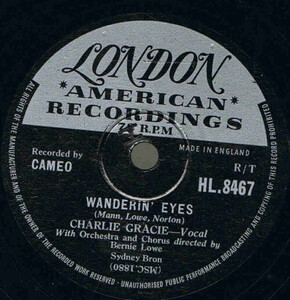 LONDON
AMERICAN
RECORDINGS
78 R.P.M.
Recorded by
CAMEO
MADE IN ENGLAND
R/T
HL.8467
WANDERIN' EYES
(Mann, Lowe, Norton)
CHARLIE GRACIE—Vocal
With Orchestra and Chorus directed by
Bernie Lowe
Sydney Bron
(MSC.1880)
ALL RIGHTS OF THE MANUFACTURERS AND OF THE OWNER OF THE RECORDED WORK RESERVED · UNAUTHORISED PUBLIC PERFORMANCE BROADCASTING AND COPYING OF THIS RECORD PROHIBITED